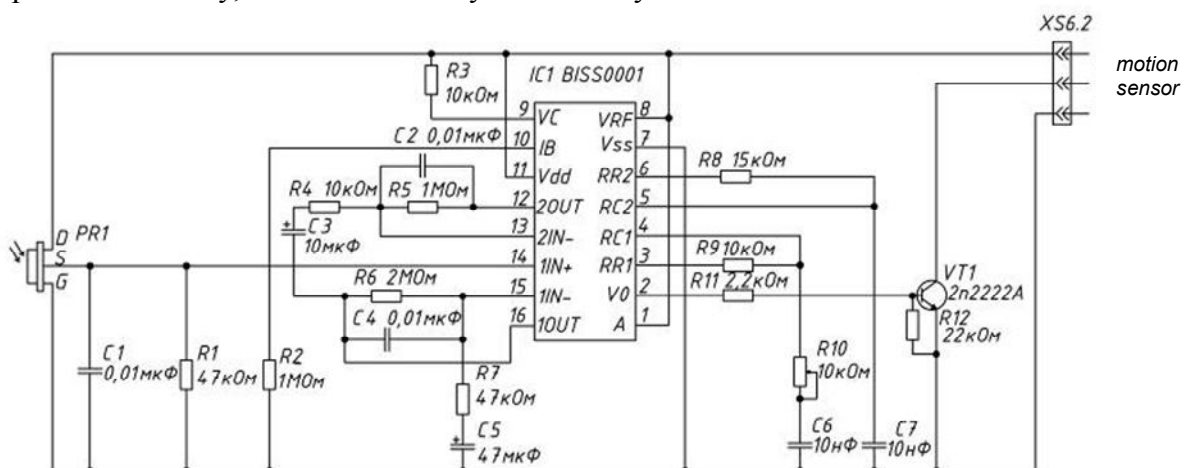 XS6.2
motion
sensor
IC1 BISS0001
R3
10кОм
9 VC
VRF 8
C2 0,01мкФ
10 IB
Vss 7
11 Vdd
RR2 6
R8 15кОм
R4 10кОм
R5 1МОм
12 2OUT
RC2 5
C3
10мкФ
13 2IN-
RC1 4
D PR1
S
G
14 1IN+
RR1 3
R9 10кОм
R6 2МОм
15 1IN-
V0 2
R11 2,2кОм
VT1
2n2222A
C4 0,01мкФ
16 1OUT
A 1
R12
22кОм
C1
0,01мкФ
R1
47кОм
R2
1МОм
R7
47кОм
R10
10кОм
C5
47мкФ
C6
10нФ
C7
10нФ